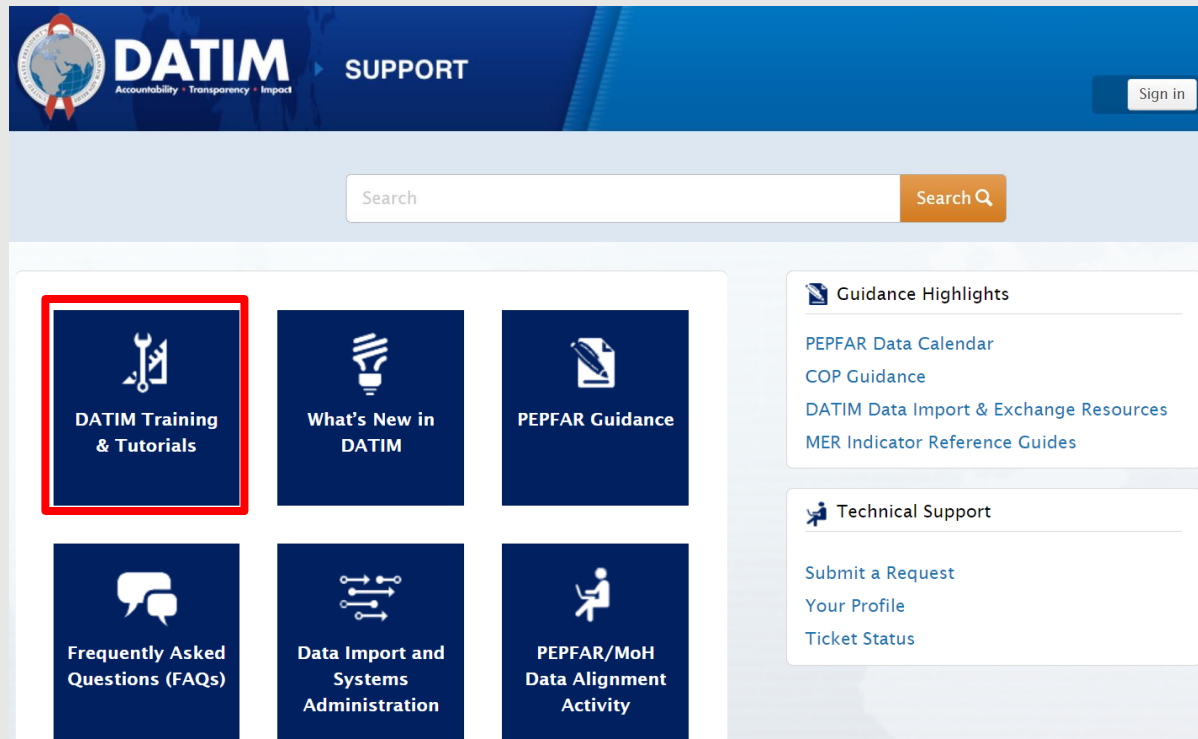 DATIM
Accountability • Transparency • Impact
SUPPORT
Sign in
Search
Search
DATIM Training
& Tutorials
What's New in
DATIM
PEPFAR Guidance
Frequently Asked
Questions (FAQs)
Data Import and
Systems
Administration
PEPFAR/MoH
Data Alignment
Activity
Guidance Highlights
PEPFAR Data Calendar
COP Guidance
DATIM Data Import & Exchange Resources
MER Indicator Reference Guides
Technical Support
Submit a Request
Your Profile
Ticket Status